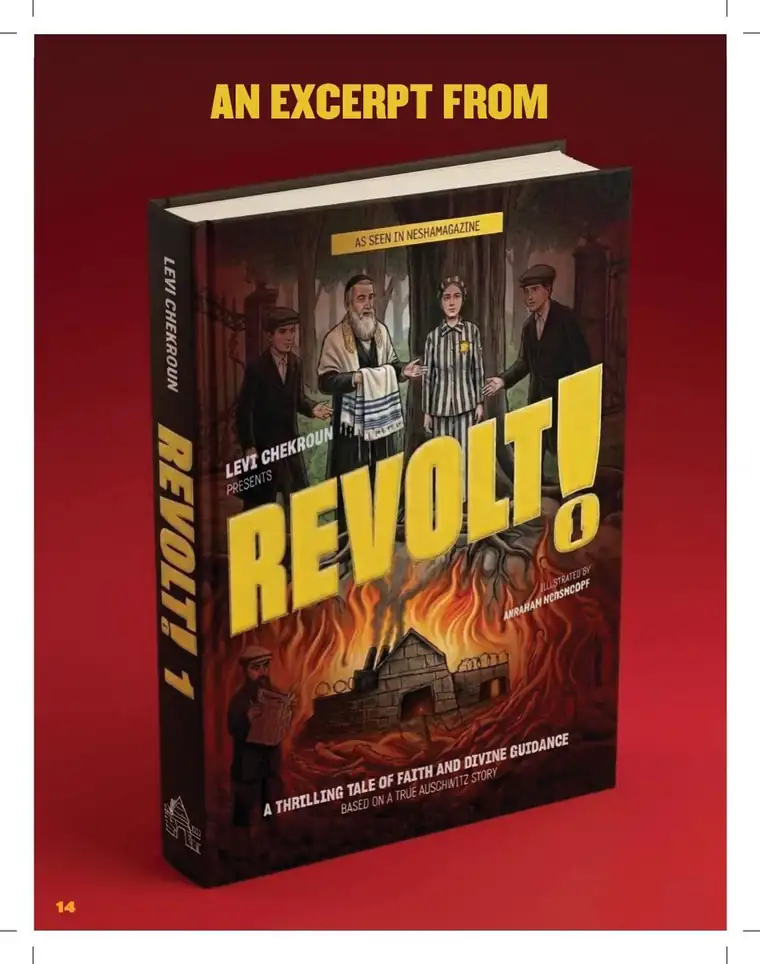 AN EXCERPT FROM
AS SEEN IN NESHAMAGAZINE
LEVI CHEKROUN
PRESENTS
REVOLT!
1
ILLUSTRATED BY
A THRILLING TALE OF FAITH AND DIVINE GUIDANCE
BASED ON A TRUE AUSCHWITZ STORY
LEVI CHEKROUN
REVOLT! 1
14